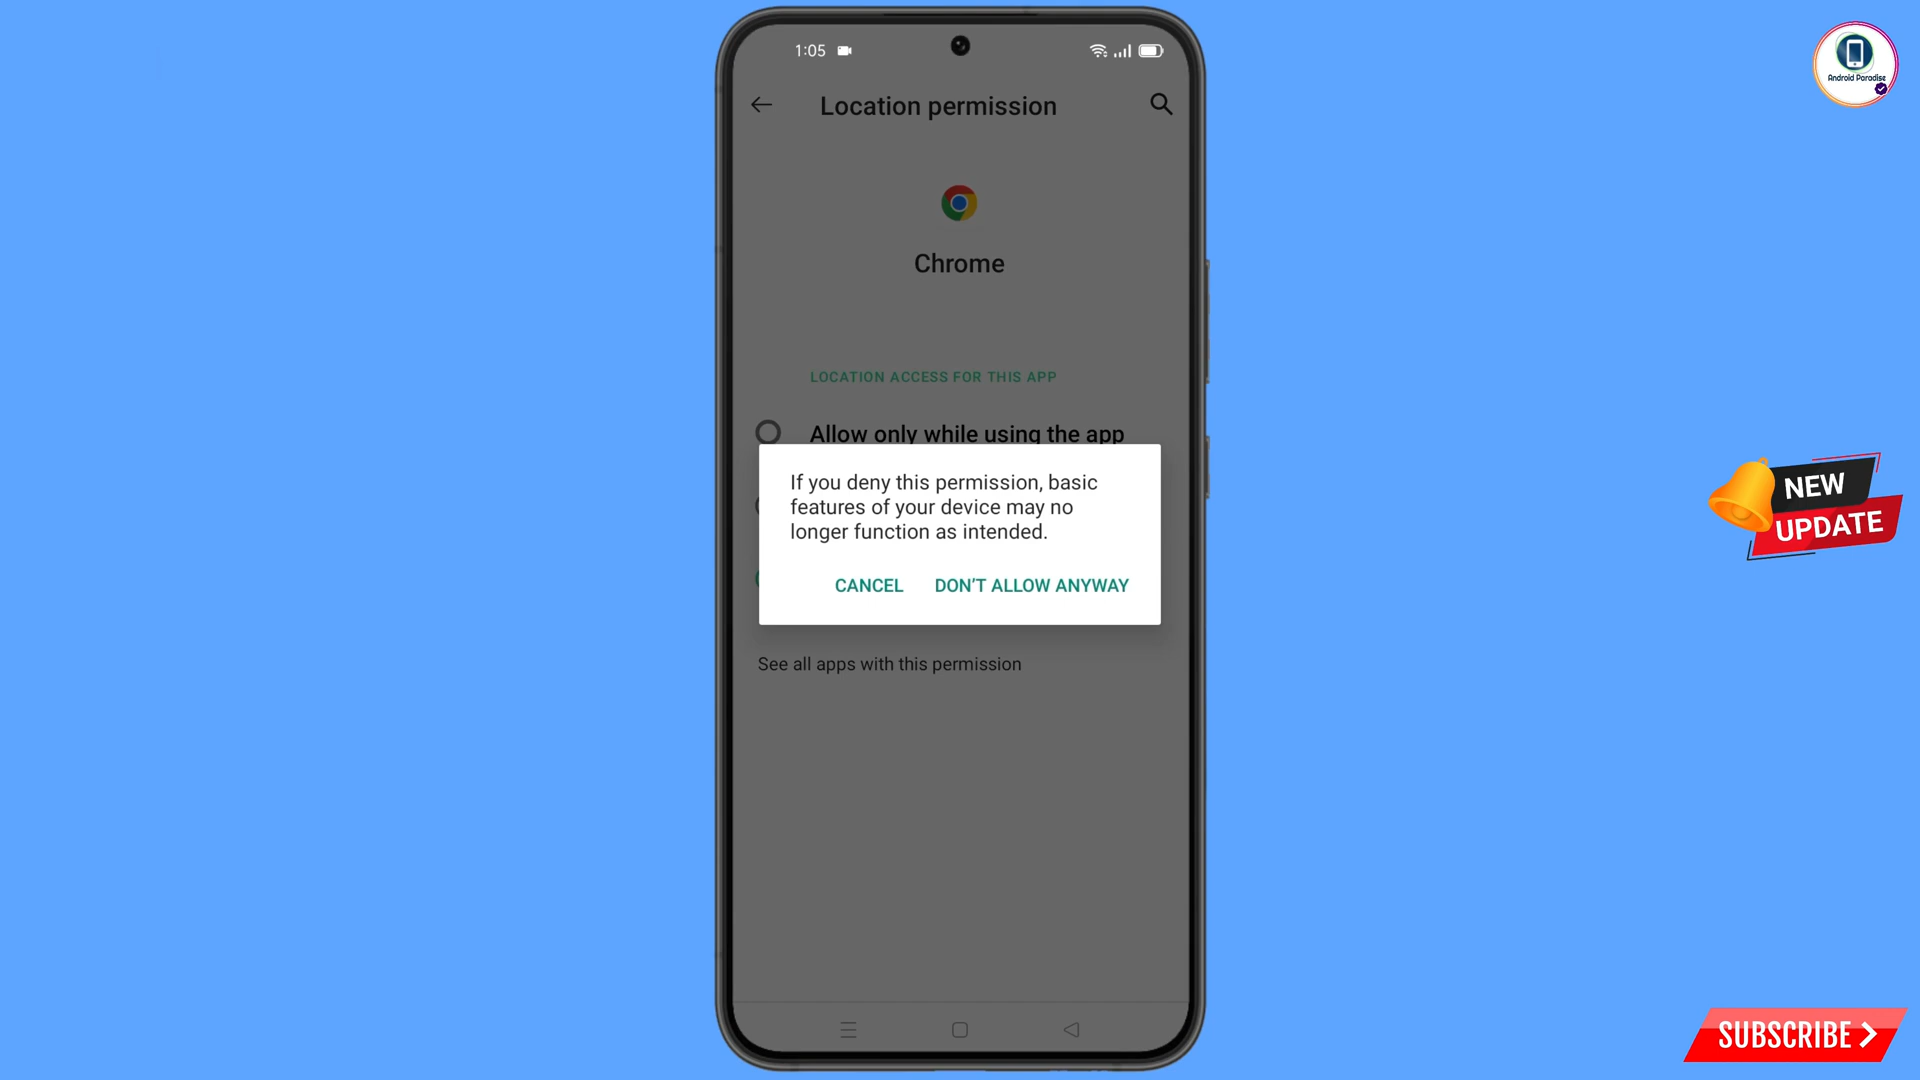 1:05
Android Paradise
Location permission
Chrome
LOCATION ACCESS FOR THIS APP
Allow only while using the app
If you deny this permission, basic
features of your device may no
longer function as intended.
NEW
UPDATE
CANCEL DON'T ALLOW ANYWAY
See all apps with this permission
SUBSCRIBE